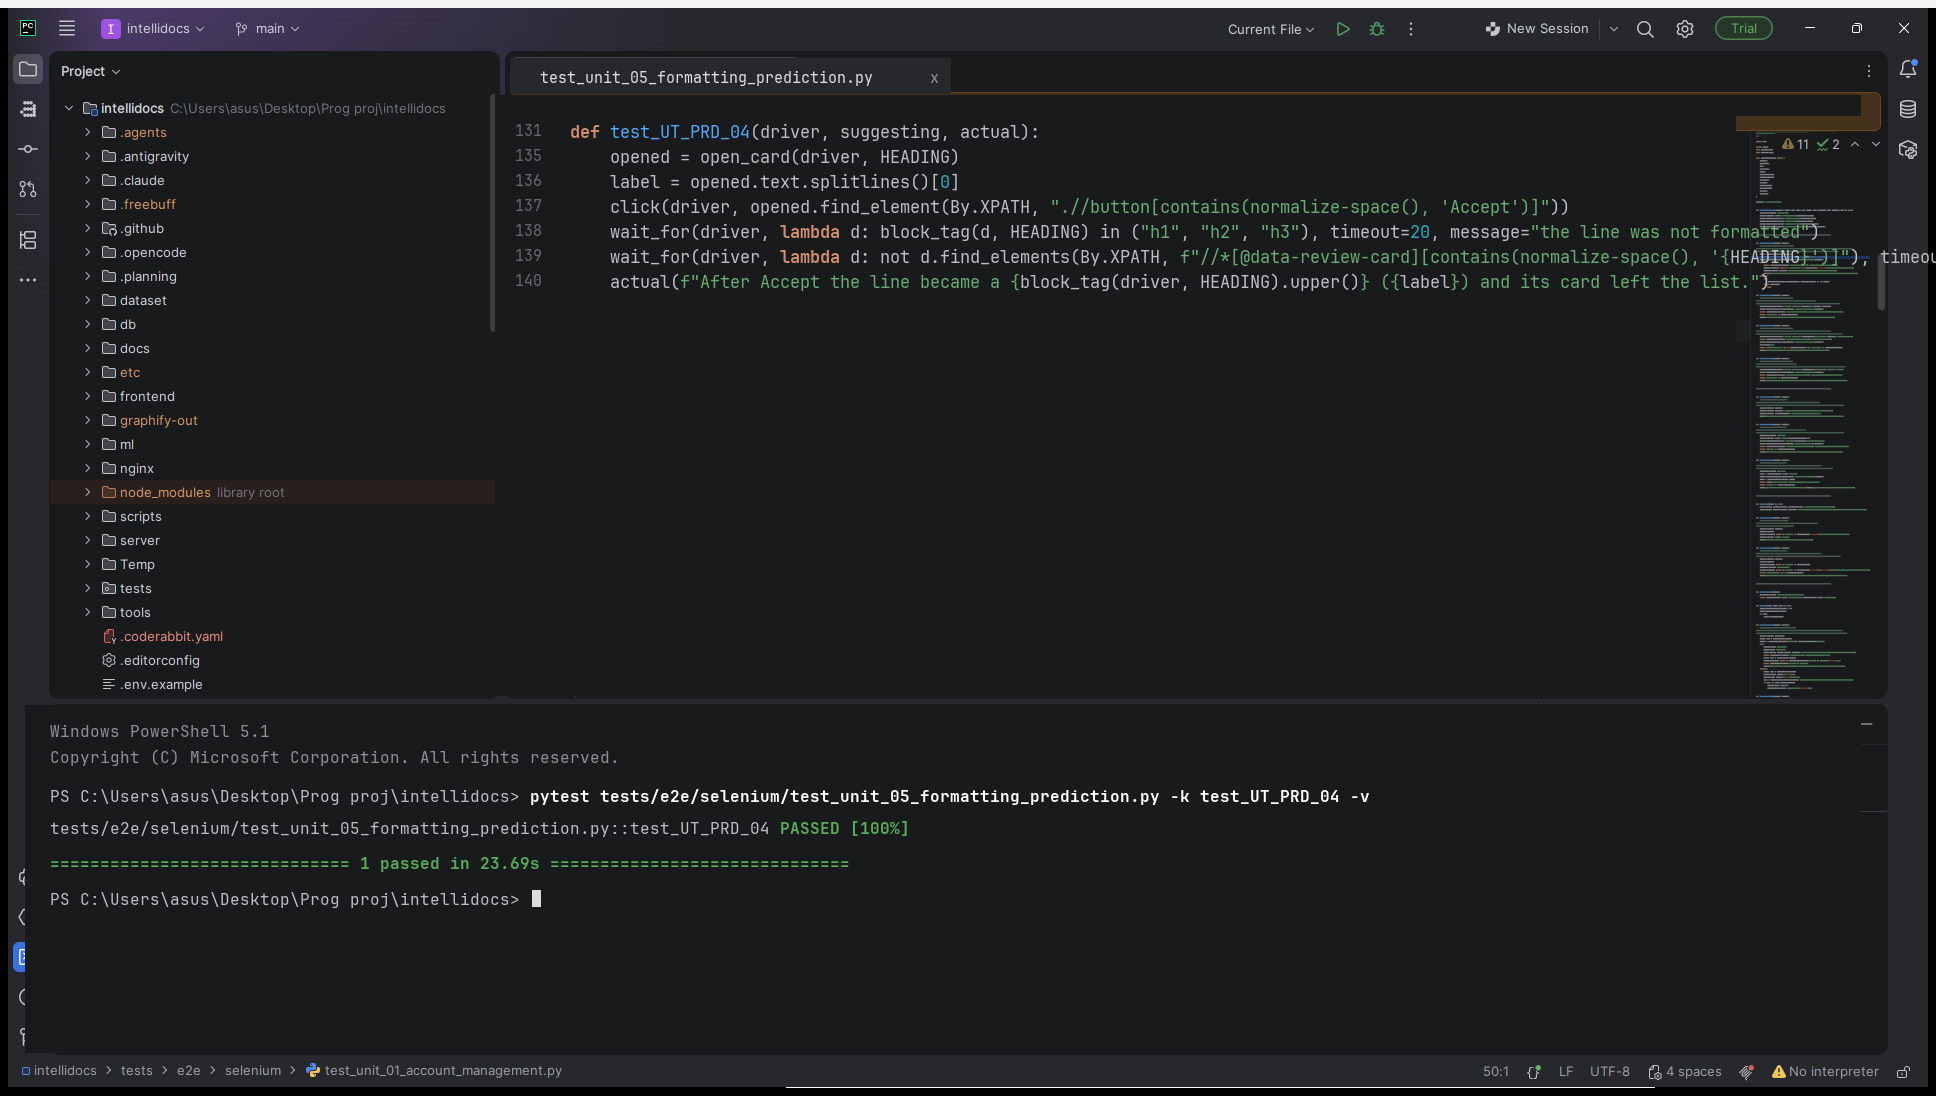 PC
I intellidocs
main
Current File
New Session
Trial
Project
test_unit_05_formatting_prediction.py x
intellidocs C:\Users\asus\Desktop\Prog proj\intellidocs
.agents
.antigravity
.claude
.freebuff
.github
.opencode
.planning
dataset
db
docs
etc
frontend
graphify-out
ml
nginx
node_modules library root
scripts
server
Temp
tests
tools
.coderabbit.yaml
.editorconfig
.env.example
131 def test_UT_PRD_04(driver, suggesting, actual):
135 opened = open_card(driver, HEADING)
136 label = opened.text.splitlines()[0]
137 click(driver, opened.find_element(By.XPATH, ".//button[contains(normalize-space(), 'Accept')]"))
138 wait_for(driver, lambda d: block_tag(d, HEADING) in ("h1", "h2", "h3"), timeout=20, message="the line was not formatted")
139 wait_for(driver, lambda d: not d.find_elements(By.XPATH, f"//*[@data-review-card][contains(normalize-space(), '{HEADING}')]"), timeou
140 actual(f"After Accept the line became a {block_tag(driver, HEADING).upper()} ({label}) and its card left the list.")
11 2
Windows PowerShell 5.1
Copyright (C) Microsoft Corporation. All rights reserved.
PS C:\Users\asus\Desktop\Prog proj\intellidocs> pytest tests/e2e/selenium/test_unit_05_formatting_prediction.py -k test_UT_PRD_04 -v
tests/e2e/selenium/test_unit_05_formatting_prediction.py::test_UT_PRD_04 PASSED [100%]
============================== 1 passed in 23.69s ==============================
PS C:\Users\asus\Desktop\Prog proj\intellidocs>
intellidocs > tests > e2e > selenium > test_unit_01_account_management.py
50:1 LF UTF-8 4 spaces No interpreter